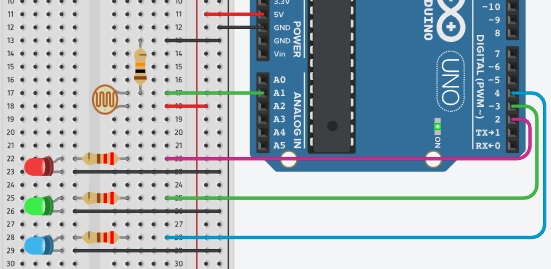 10
11
12
13
14
15
16
17
18
19
20
21
22
23
24
25
26
27
28
29
30
10
11
12
13
14
15
16
17
18
19
20
21
22
23
24
25
26
27
28
29
30
3.3V
5V
GND
GND
Vin
POWER
A0
A1
A2
A3
A4
A5
ANALOG IN
UNO
ON
DIGITAL (PWM~)
~10
~9
8
7
~6
~5
4
~3
2
TX→1
RX←0